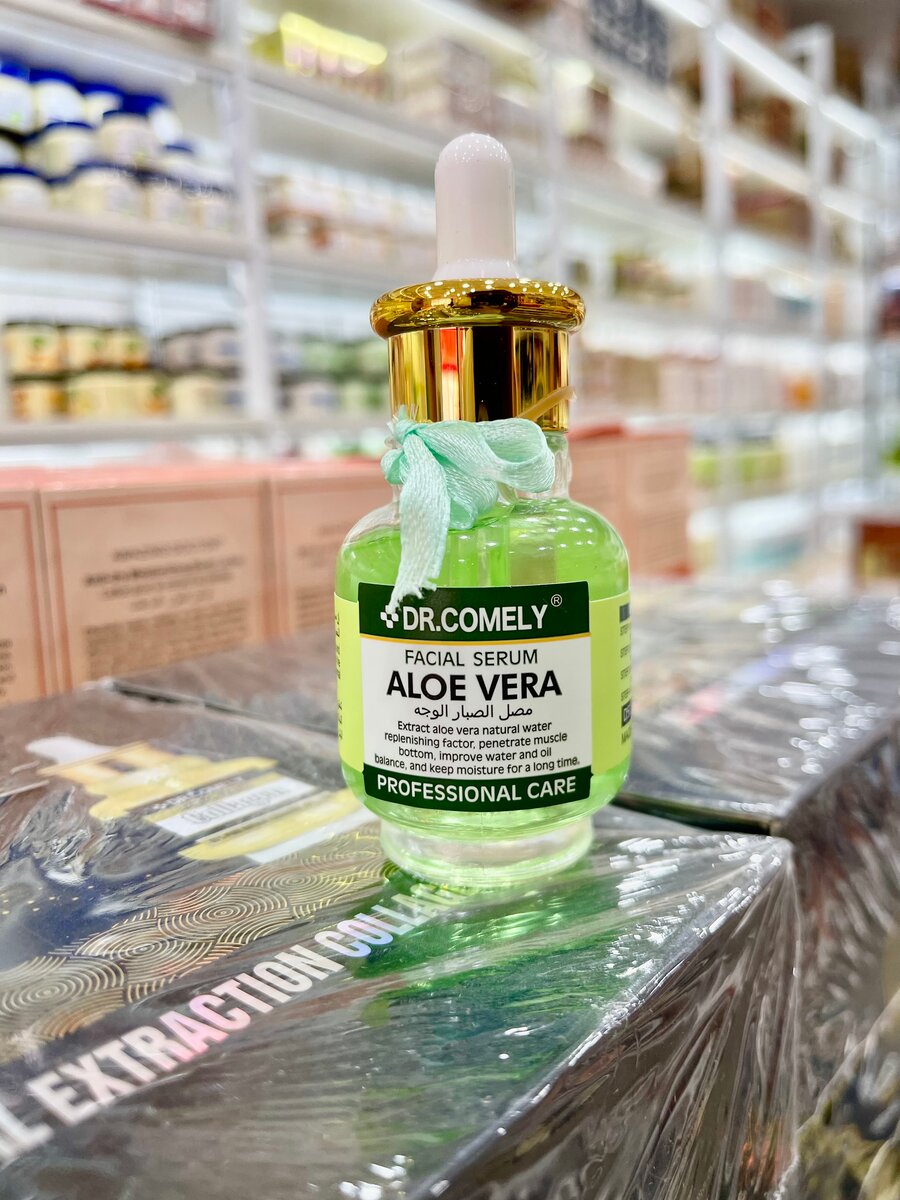 DR.COMELY®
FACIAL SERUM
ALOE VERA
مصل الصبار الوجه
Extract aloe vera natural water
replenishing factor, penetrate muscle
bottom, improve water and oil
balance, and keep moisture for a long time.
PROFESSIONAL CARE
EXTRACTION COLLA